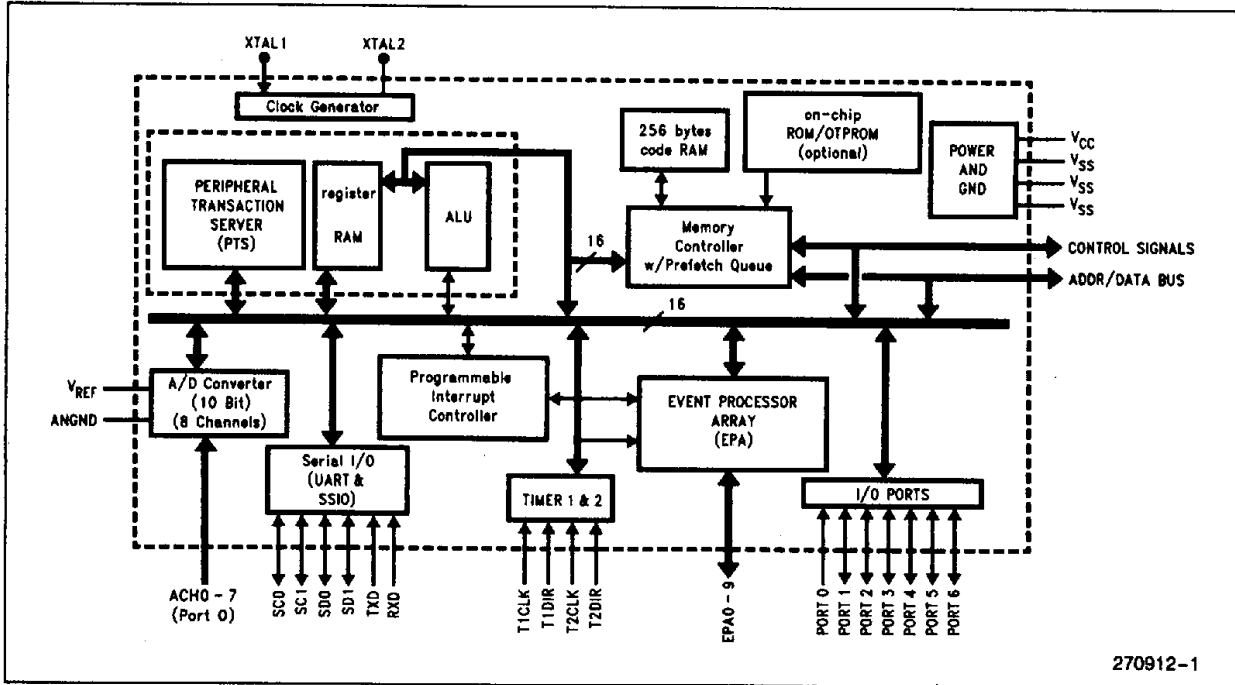 XTAL1
XTAL2
Clock Generator
PERIPHERAL
TRANSACTION
SERVER
(PTS)
register
RAM
ALU
256 bytes
code RAM
on-chip
ROM/OTPROM
(optional)
POWER
AND
GND
VCC
VSS
VSS
VSS
Memory
Controller
w/Prefetch Queue
16
CONTROL SIGNALS
ADDR/DATA BUS
16
VREF
ANGND
A/D Converter
(10 Bit)
(8 Channels)
Programmable
Interrupt
Controller
EVENT PROCESSOR
ARRAY
(EPA)
Serial I/O
(UART &
SSIO)
TIMER 1 & 2
I/O PORTS
ACH0 - 7
(Port 0)
SC0
SC1
SD0
SD1
TXD
RXD
T1CLK
T1DIR
T2CLK
T2DIR
EPA0 - 9
PORT 0
PORT 1
PORT 2
PORT 3
PORT 4
PORT 5
PORT 6
270912-1